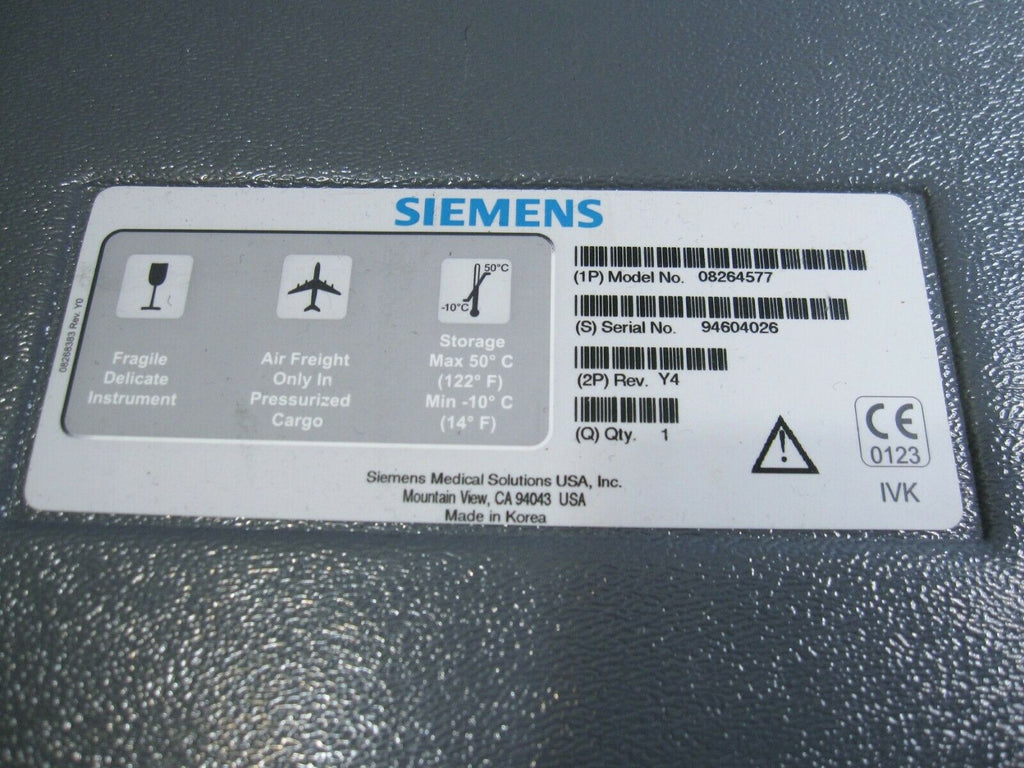 SIEMENS
08268383 Rev. Y0
Fragile
Delicate
Instrument
Air Freight
Only In
Pressurized
Cargo
50°C
-10°C
Storage
Max 50° C
(122° F)
Min -10° C
(14° F)
(1P) Model No. 08264577
(S) Serial No. 94604026
(2P) Rev. Y4
(Q) Qty. 1
!
CE
0123
IVK
Siemens Medical Solutions USA, Inc.
Mountain View, CA 94043 USA
Made in Korea